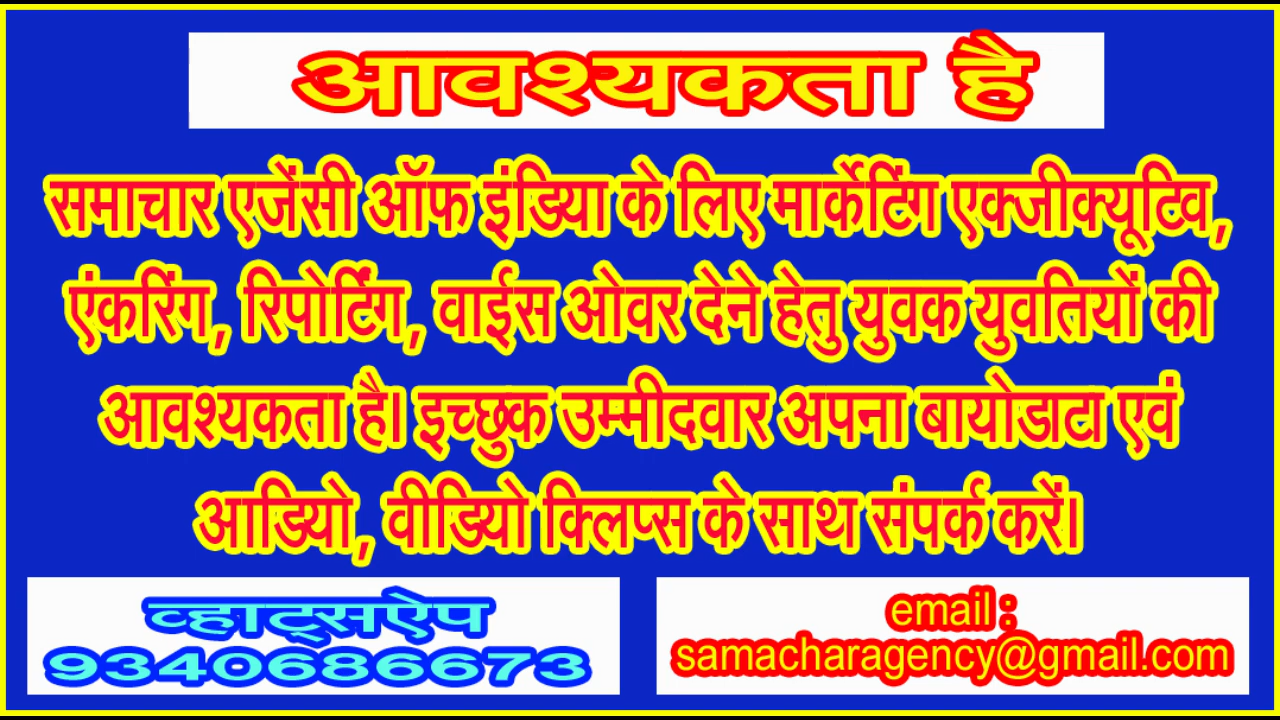 आवश्यकता है
समाचार एजेंसी ऑफ इंडिया के लिए मार्केटिंग एक्जीक्यूटिव,
एंकरिंग, रिपोर्टिंग, वाईस ओवर देने हेतु युवक युवतियों की
आवश्यकता है। इच्छुक उम्मीदवार अपना बायोडाटा एवं
आडियो, वीडियो क्लिप्स के साथ संपर्क करें।
व्हाट्सऐप
9340686673
email :
samacharagency@gmail.com